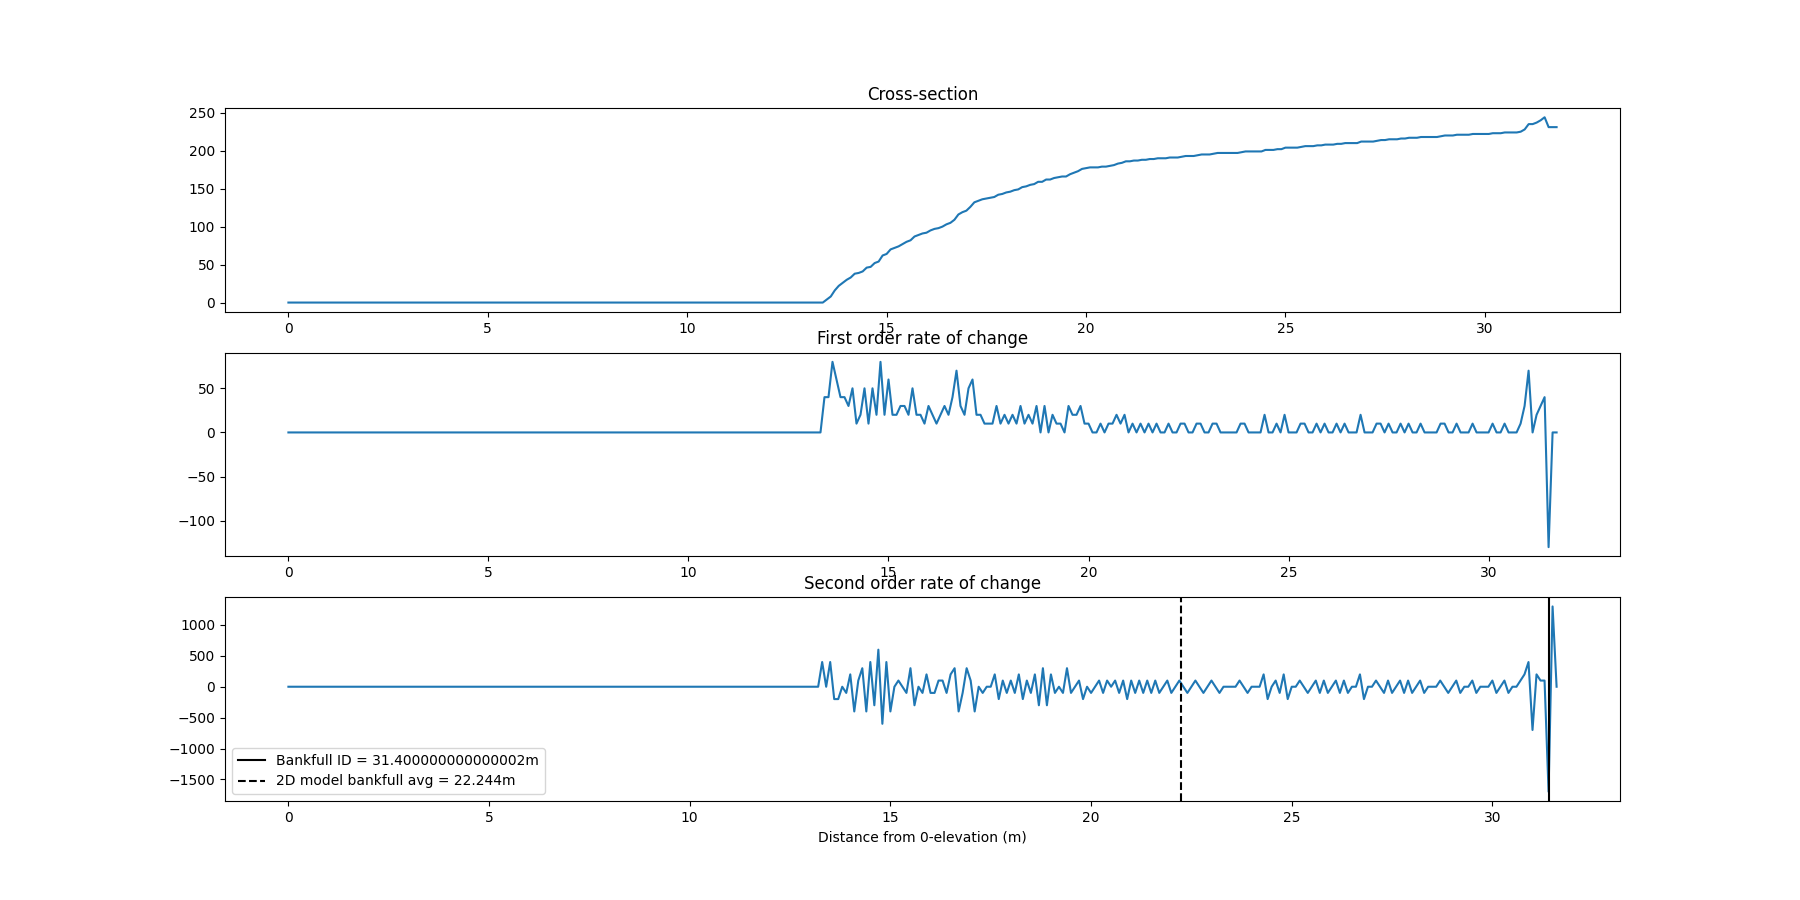 Cross-section
250
200
150
100
50
0
0 5 10 15 20 25 30
First order rate of change
50
0
−50
−100
0 5 10 15 20 25 30
Second order rate of change
1000
500
0
−500
−1000
−1500
Bankfull ID = 31.400000000000002m
2D model bankfull avg = 22.244m
0 5 10 15 20 25 30
Distance from 0-elevation (m)